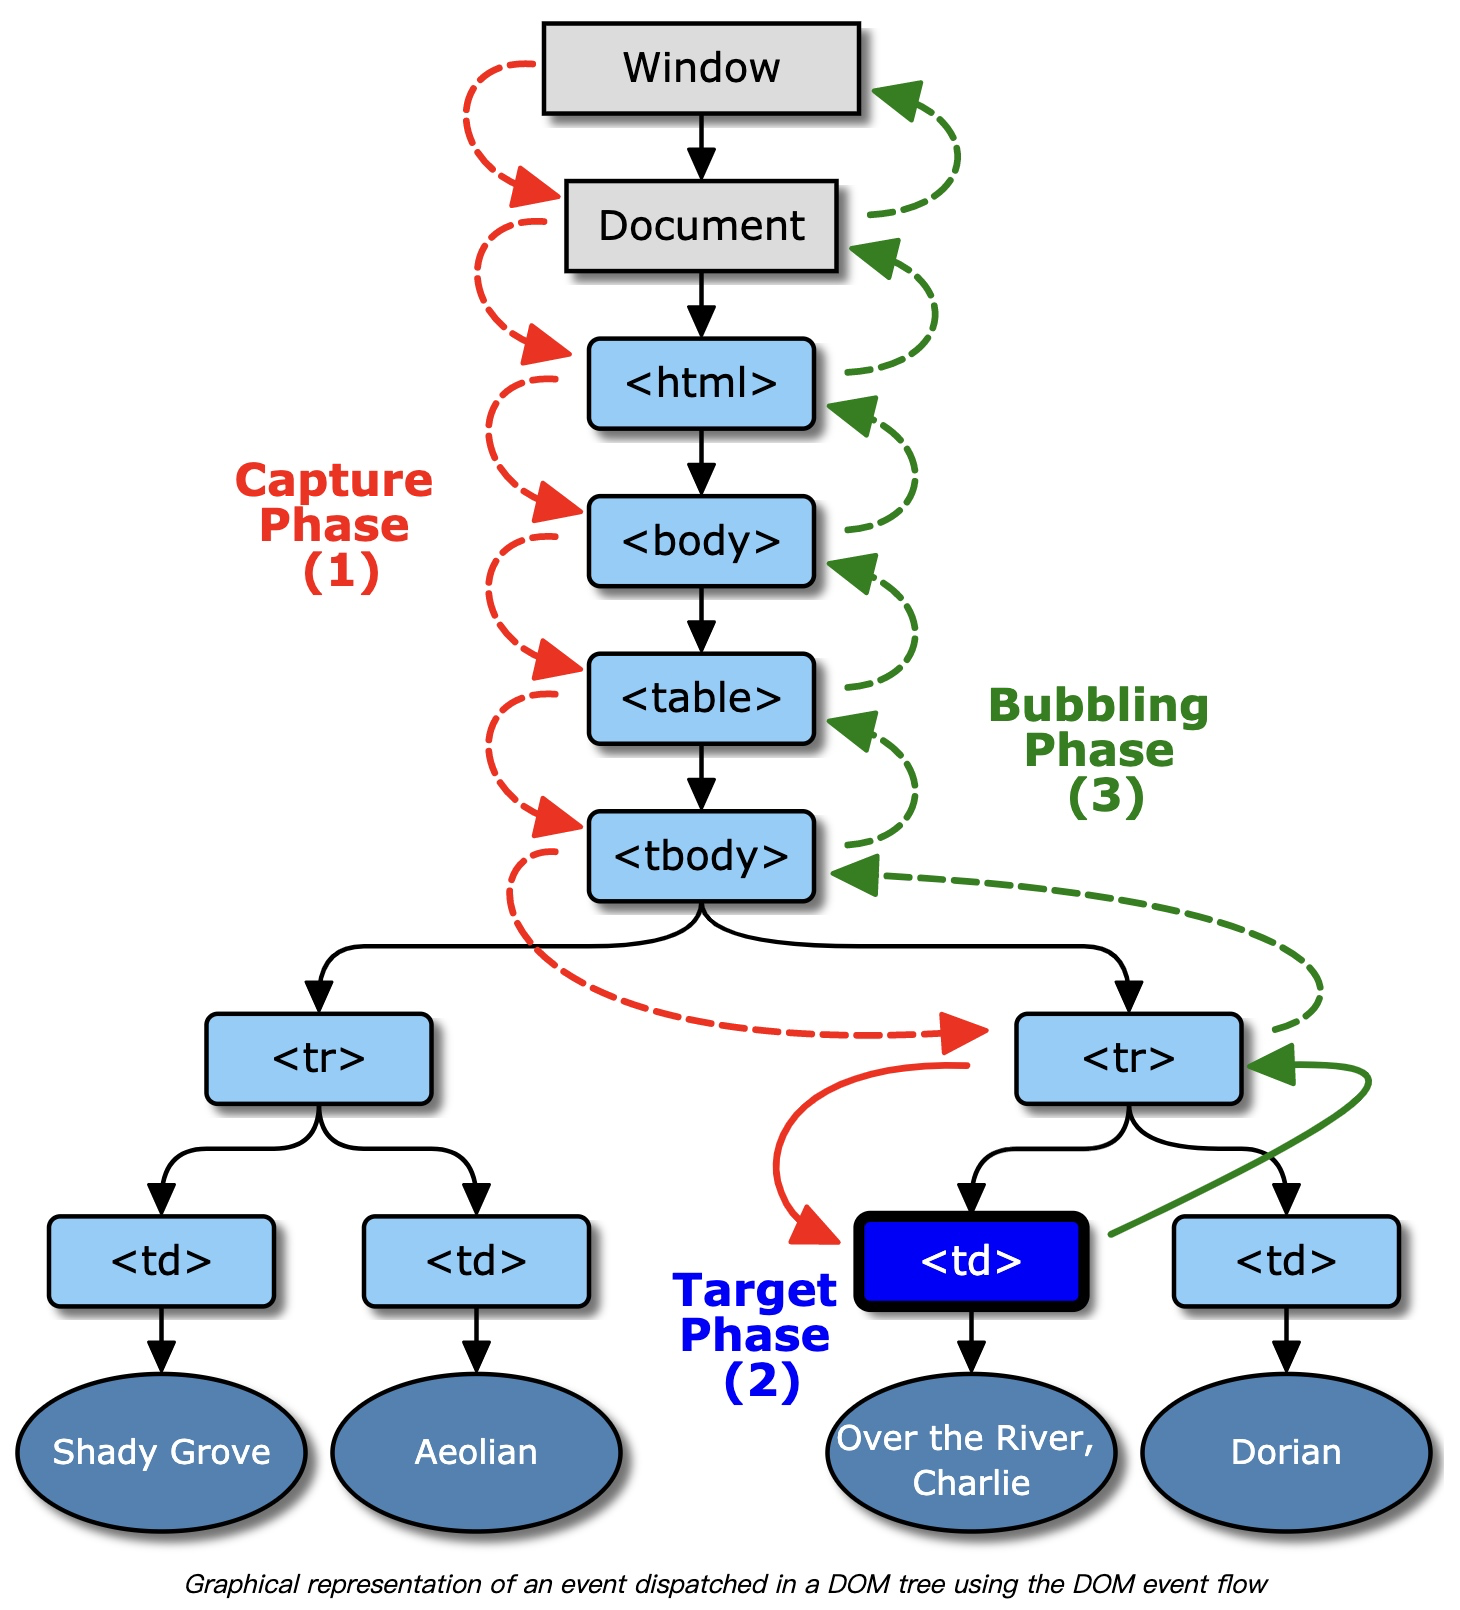 Window
Document
<html>
Capture
Phase
(1)
<body>
<table>
Bubbling
Phase
(3)
<tbody>
<tr>
<tr>
<td>
<td>
<td>
<td>
Target
Phase
(2)
Shady Grove
Aeolian
Over the River,
Charlie
Dorian
Graphical representation of an event dispatched in a DOM tree using the DOM event flow